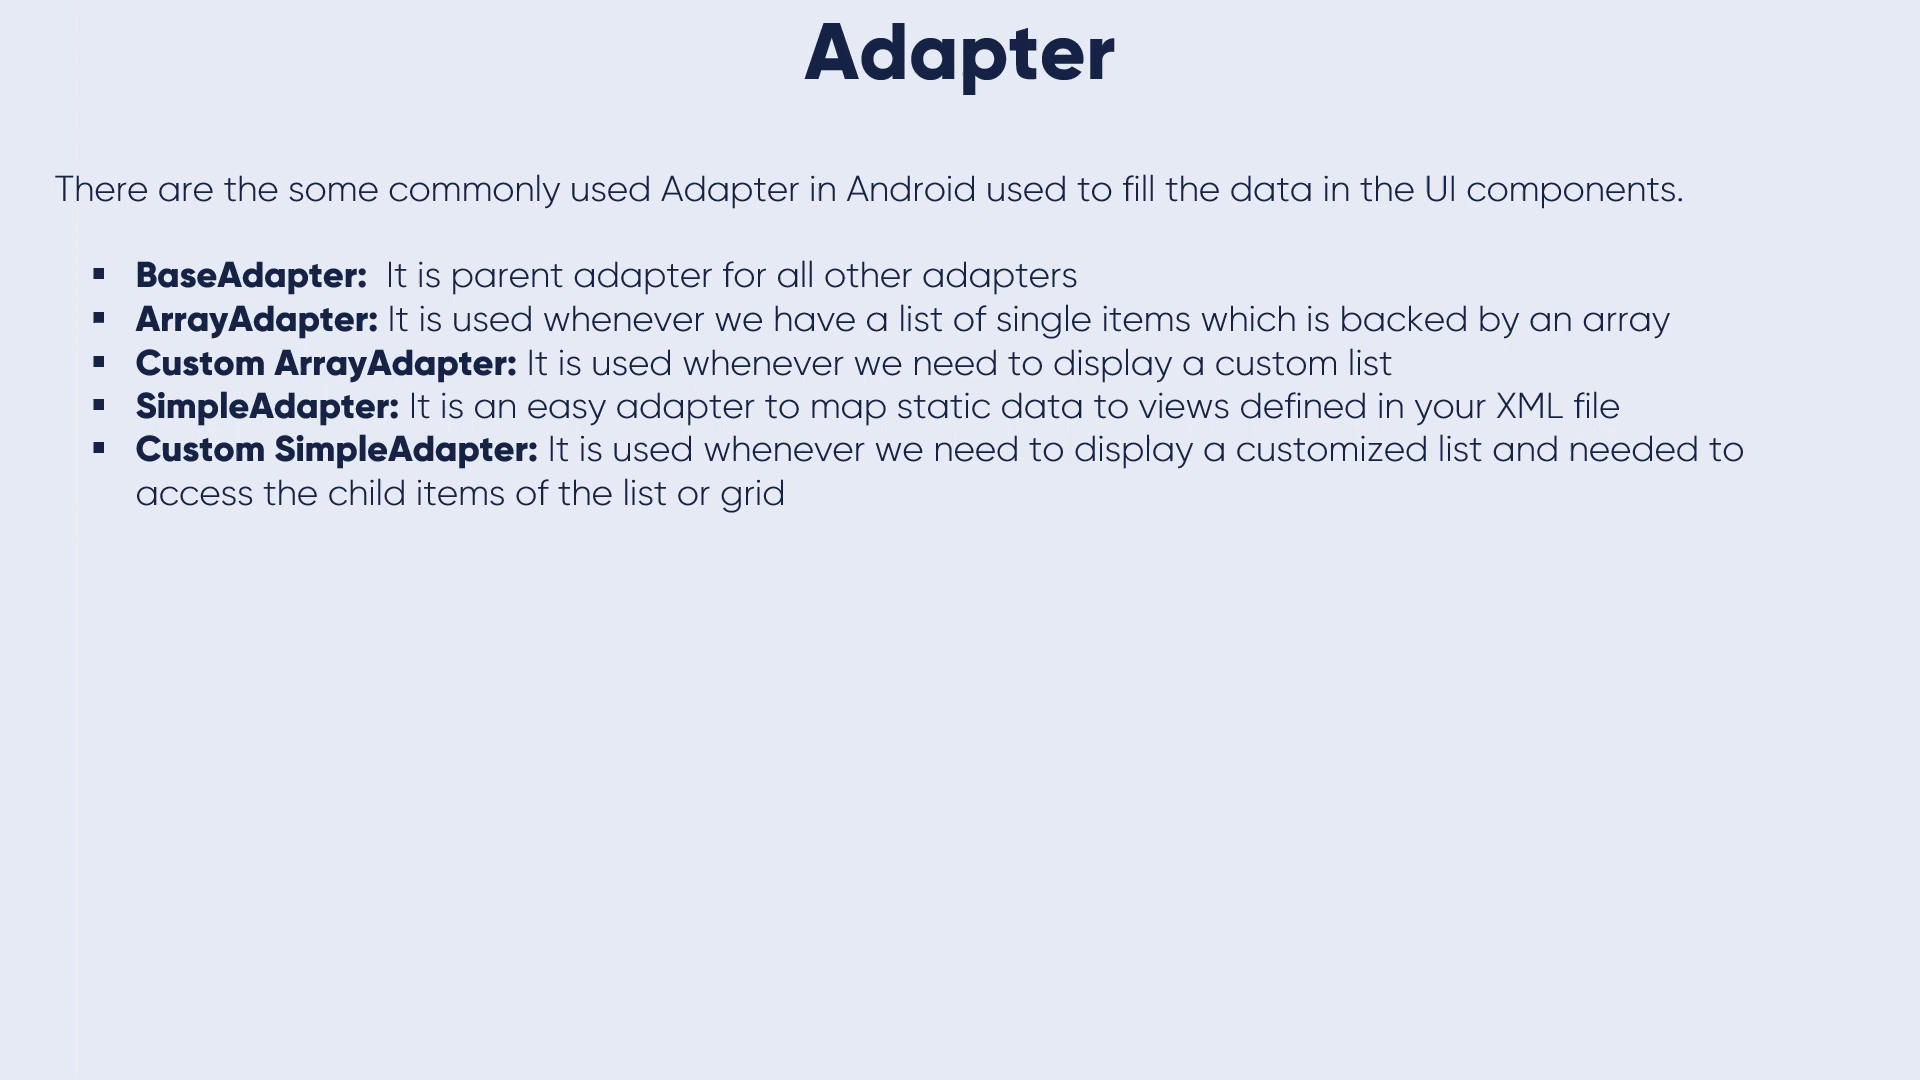 Adapter
There are the some commonly used Adapter in Android used to fill the data in the UI components.
▪ BaseAdapter: It is parent adapter for all other adapters
▪ ArrayAdapter: It is used whenever we have a list of single items which is backed by an array
▪ Custom ArrayAdapter: It is used whenever we need to display a custom list
▪ SimpleAdapter: It is an easy adapter to map static data to views defined in your XML file
▪ Custom SimpleAdapter: It is used whenever we need to display a customized list and needed to
access the child items of the list or grid